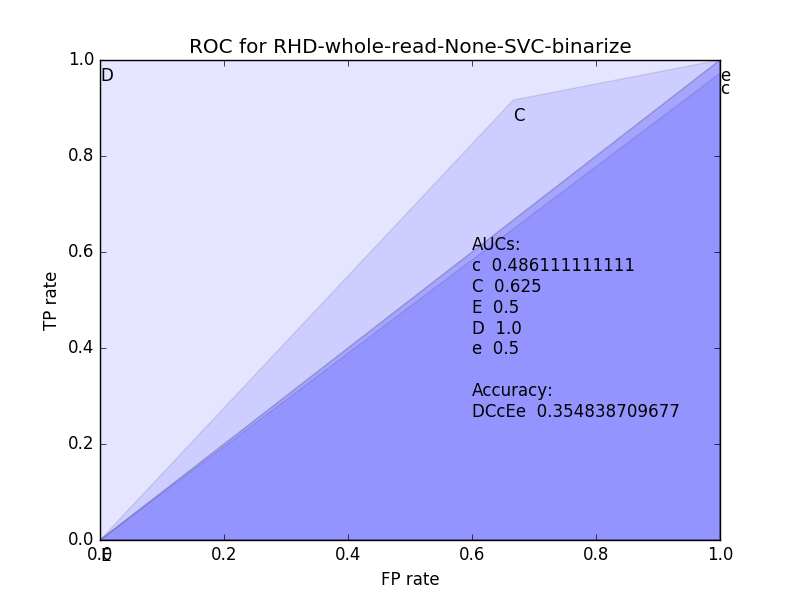 ROC for RHD-whole-read-None-SVC-binarize
1.0
D
e
c
C
0.8
AUCs:
0.6
c 0.486111111111
C 0.625
E 0.5
TP rate
D 1.0
0.4
e 0.5
Accuracy:
DCcEe 0.354838709677
0.2
0.0
E
0.0 0.2 0.4 0.6 0.8 1.0
FP rate